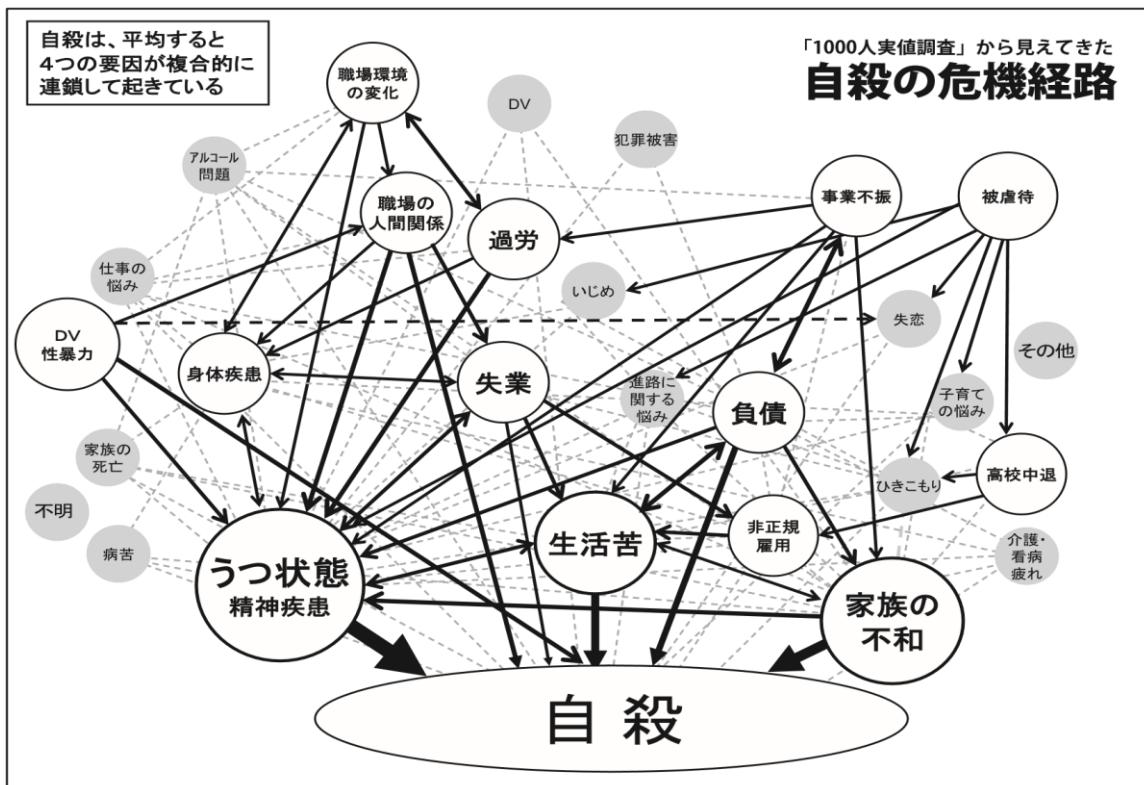 自殺は、平均すると
4つの要因が複合的に
連鎖して起きている
「1000人実値調査」から見えてきた
自殺の危機経路
職場環境
の変化
DV
犯罪被害
アルコール
問題
職場の
人間関係
過労
事業不振
被虐待
仕事の
悩み
いじめ
失恋
DV
性暴力
その他
身体疾患
失業
進路に
関する
悩み
負債
子育て
の悩み
家族の
死亡
ひきこもり
高校中退
不明
病苦
うつ状態
精神疾患
生活苦
非正規
雇用
介護・
看病
疲れ
家族の
不和
自殺